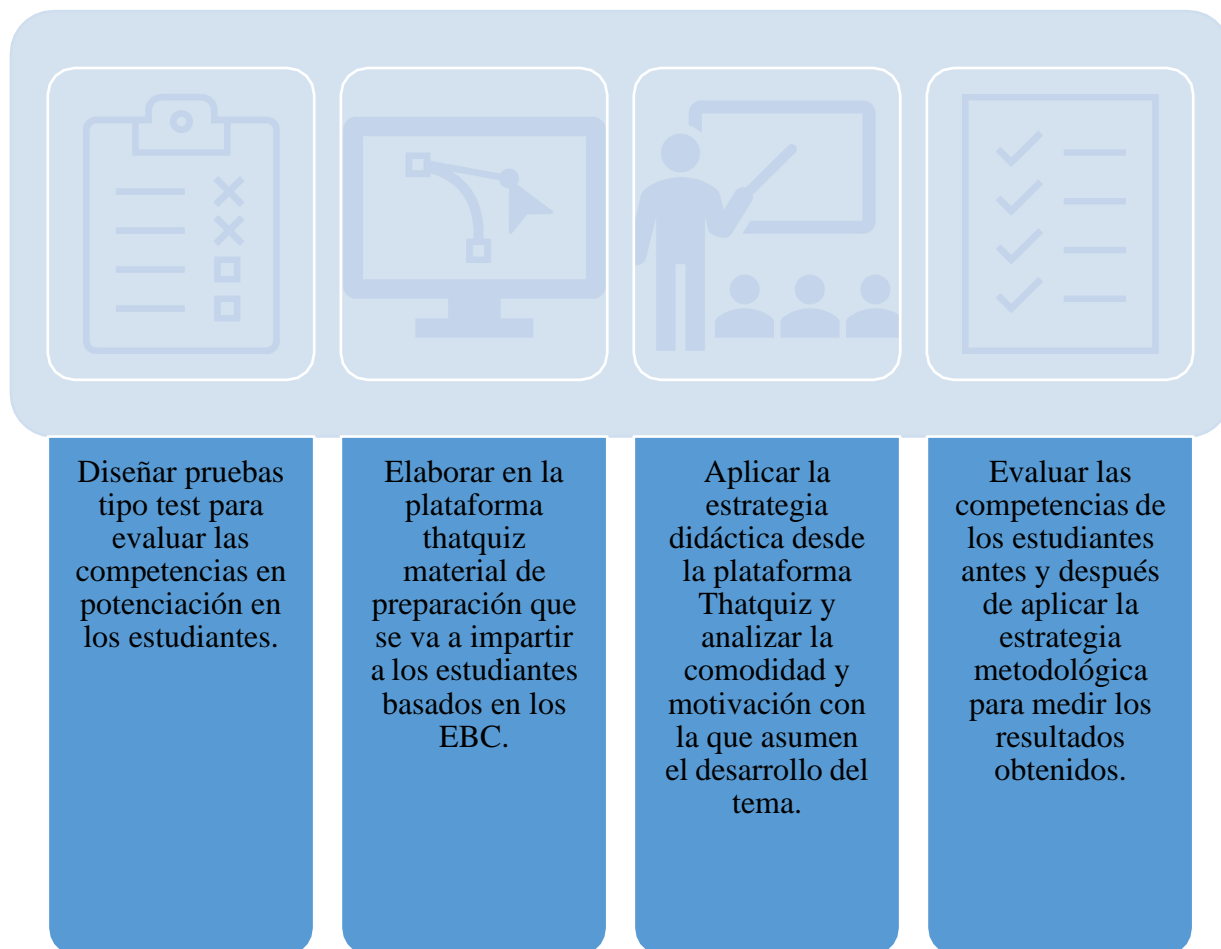 Diseñar pruebas
tipo test para
evaluar las
competencias en
potenciación en
los estudiantes.
Elaborar en la
plataforma
thatquiz
material de
preparación que
se va a impartir
a los estudiantes
basados en los
EBC.
Aplicar la
estrategia
didáctica desde
la plataforma
Thatquiz y
analizar la
comodidad y
motivación con
la que asumen
el desarrollo del
tema.
Evaluar las
competencias de
los estudiantes
antes y después
de aplicar la
estrategia
metodológica
para medir los
resultados
obtenidos.